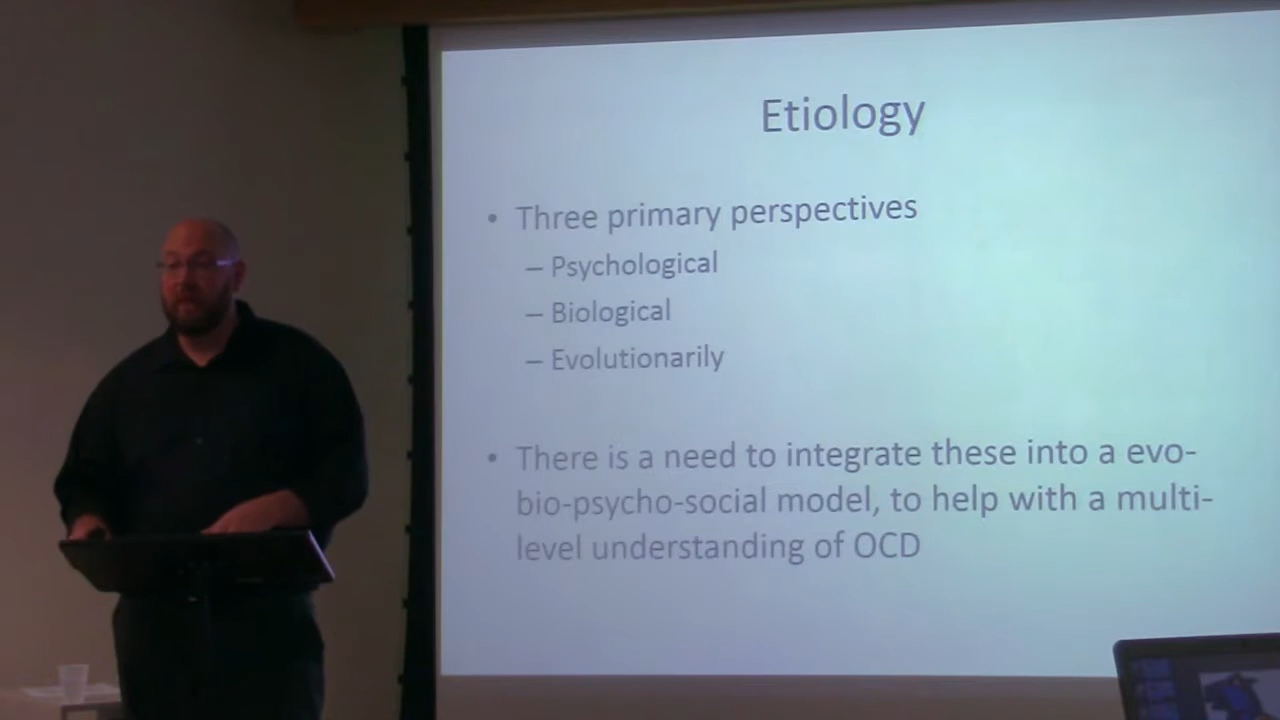 Etiology
• Three primary perspectives
– Psychological
– Biological
– Evolutionarily
• There is a need to integrate these into a evo-
bio-psycho-social model, to help with a multi-
level understanding of OCD